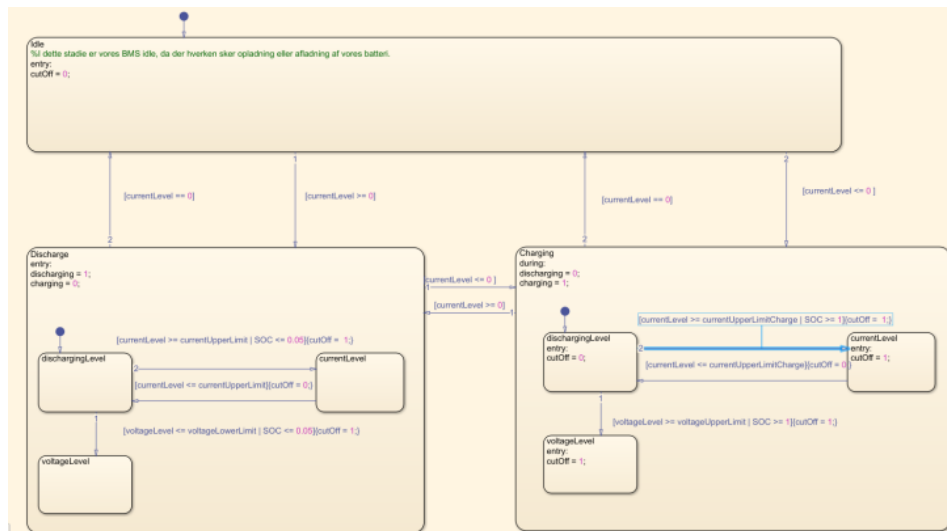 Idle
%I dette stadie er vores BMS idle, da der hverken sker opladning eller afladning af vores batteri.
entry:
cutOff = 0;
1
2
[currentLevel == 0]
[currentLevel >= 0]
[currentLevel == 0]
[currentLevel <= 0 ]
2
2
Discharge
entry:
discharging = 1;
charging = 0;
currentLevel <= 0 ]
1
[currentLevel >= 0]
1
Charging
during:
discharging = 0;
charging = 1;
[currentLevel >= currentUpperLimit | SOC <= 0.05]{cutOff = 1;}
dischargingLevel
2
currentLevel
[currentLevel <= currentUpperLimit]{cutOff = 0;}
1
[voltageLevel <= voltageLowerLimit | SOC <= 0.05]{cutOff = 1;}
voltageLevel
[currentLevel >= currentUpperLimitCharge | SOC >= 1]{cutOff = 1;}
dischargingLevel
entry:
cutOff = 0;
2
currentLevel
entry:
cutOff = 1;
[currentLevel <= currentUpperLimitCharge]{cutOff = 0;}
1
[voltageLevel >= voltageUpperLimit | SOC >= 1]{cutOff = 1;}
voltageLevel
entry:
cutOff = 1;